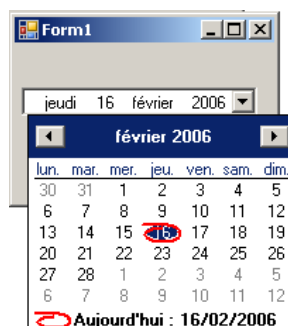 Form1
jeudi 16 février 2006
février 2006
lun. mar. mer. jeu. ven. sam. dim.
30 31 1 2 3 4 5
6 7 8 9 10 11 12
13 14 15 16 17 18 19
20 21 22 23 24 25 26
27 28 1 2 3 4 5
6 7 8 9 10 11 12
Aujourd'hui : 16/02/2006